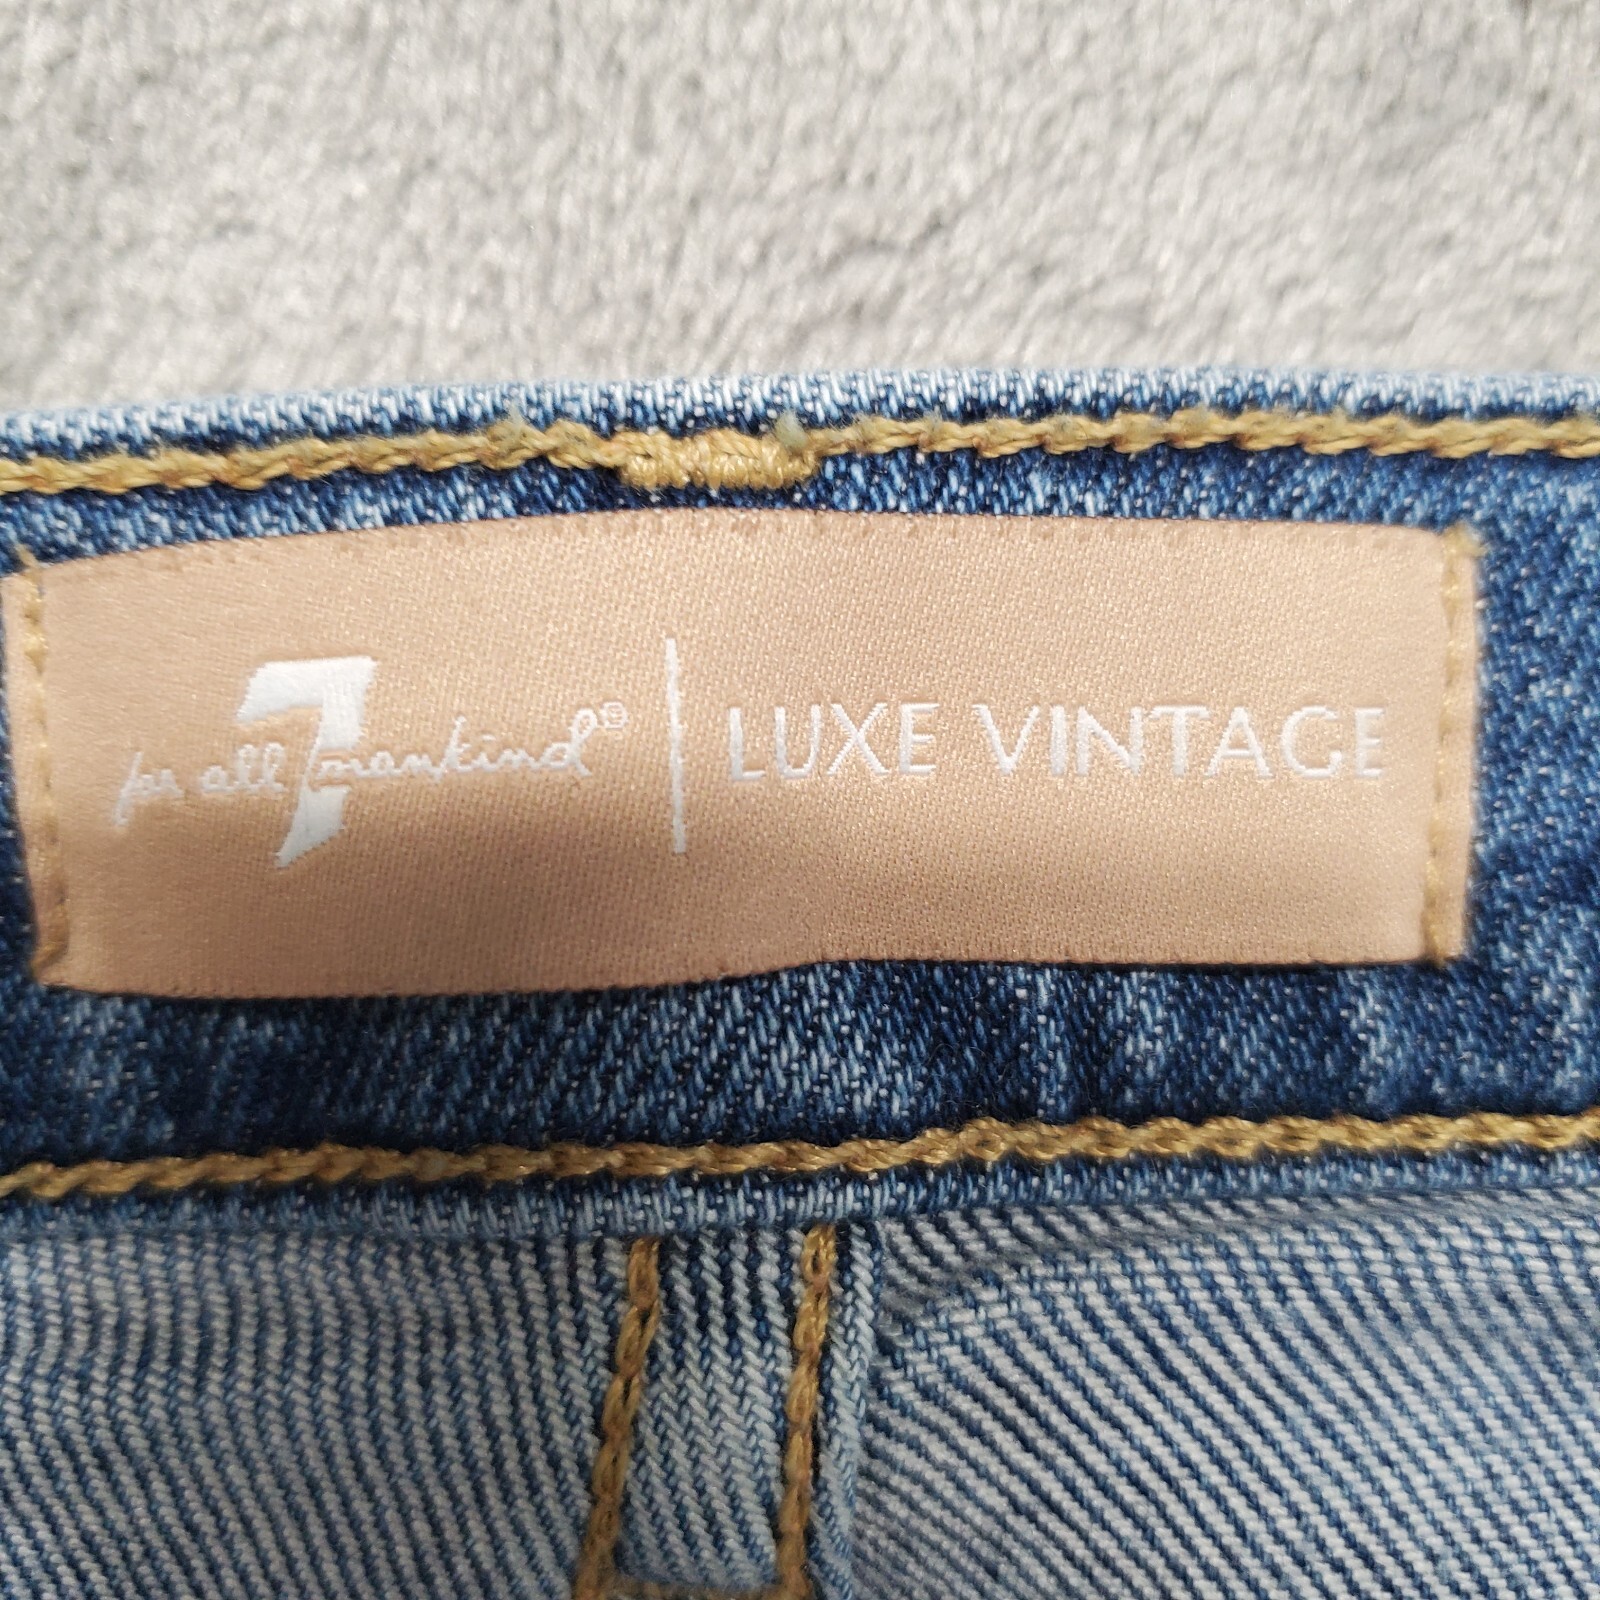 7 for all mankind® | LUXE VINTAGE